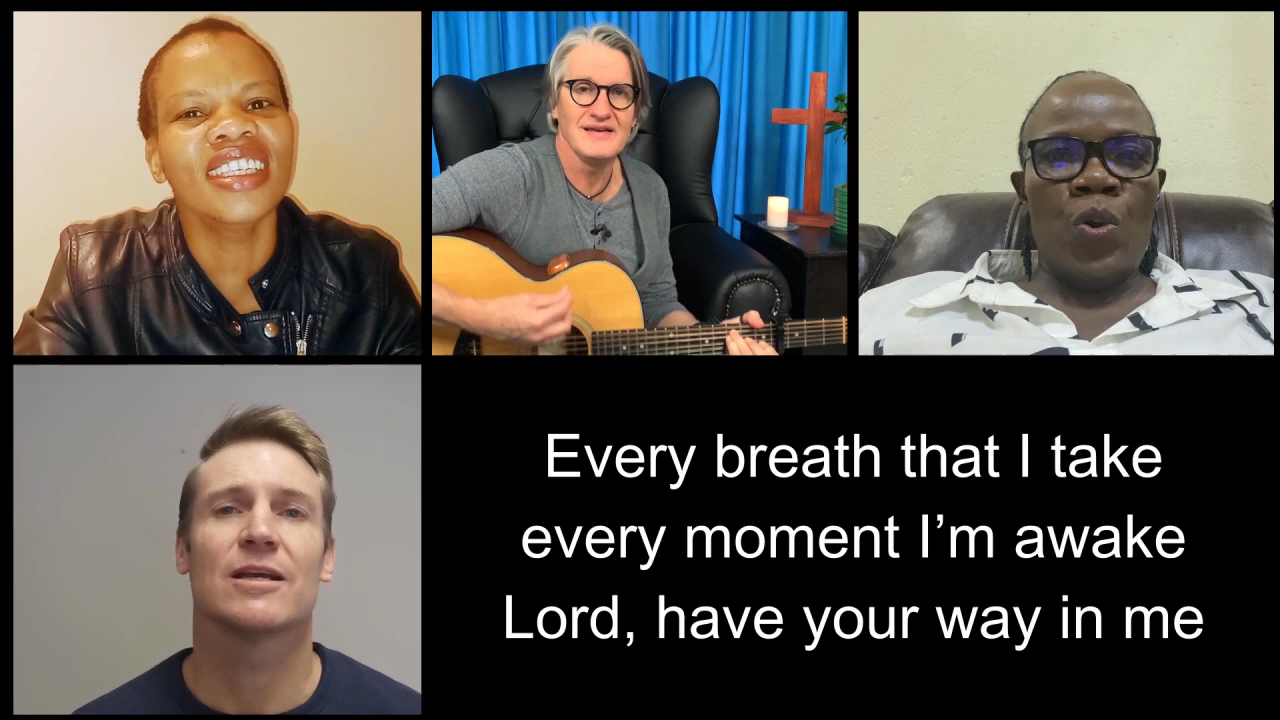 Every breath that I take
every moment I’m awake
Lord, have your way in me